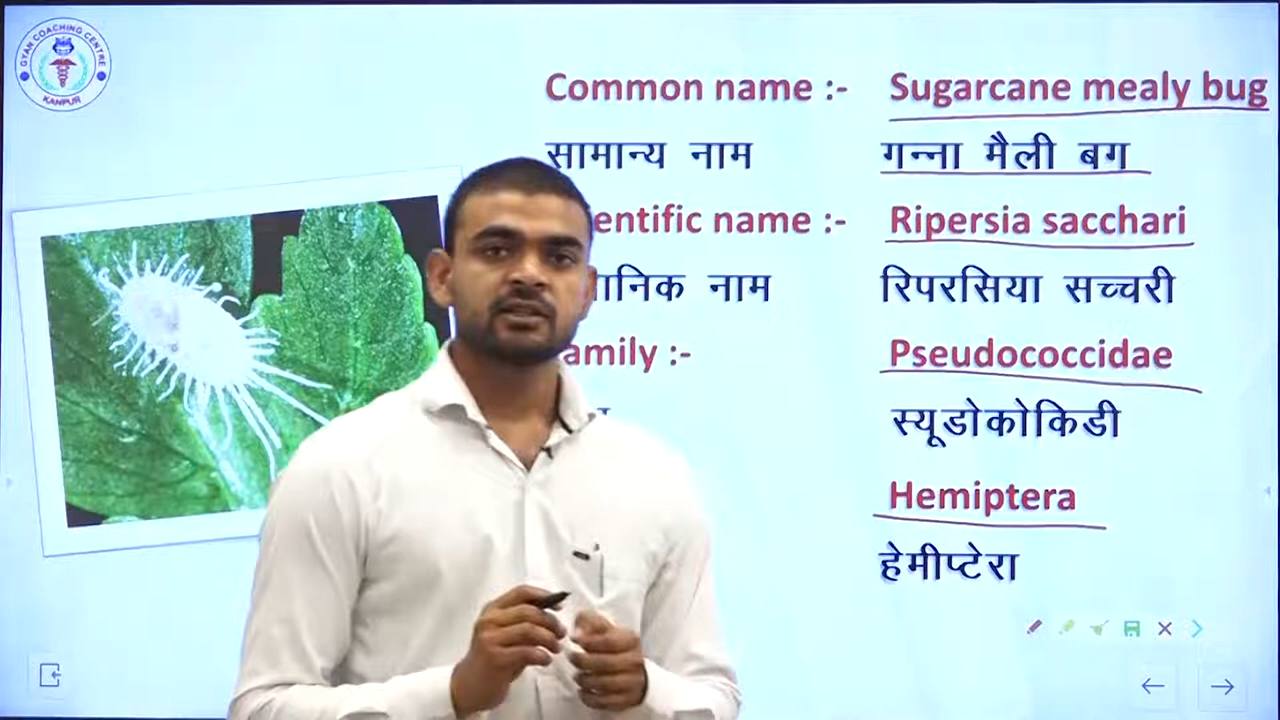 GYAN COACHING CENTRE
KANPUR
Common name :- Sugarcane mealy bug
सामान्य नाम गन्ना मैली बग
entific name :- Ripersia sacchari
ानिक नाम रिपरसिया सच्चरी
amily :- Pseudococcidae
स्यूडोकोकिडी
Hemiptera
हेमीप्टेरा